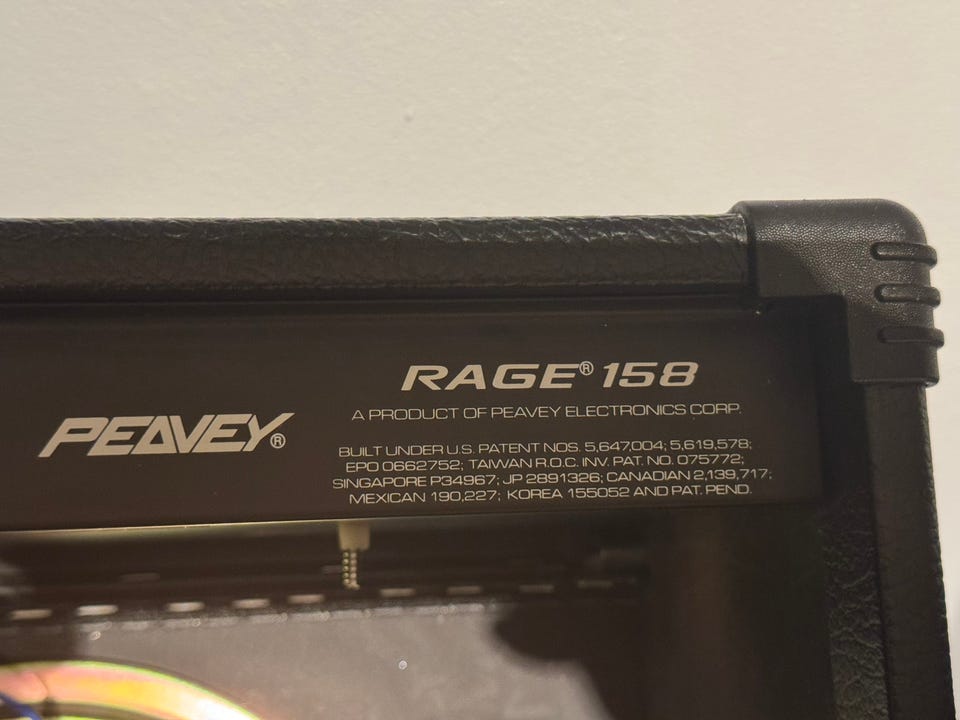 PEAVEY®
RAGE® 158
A PRODUCT OF PEAVEY ELECTRONICS CORP.
BUILT UNDER U.S. PATENT NOS. 5,647,004; 5,619,578;
EPO 0662752; TAIWAN R.O.C. INV. PAT. NO. 075772;
SINGAPORE P34967; JP 2891326; CANADIAN 2,139,717;
MEXICAN 190,227; KOREA 155052 AND PAT. PEND.